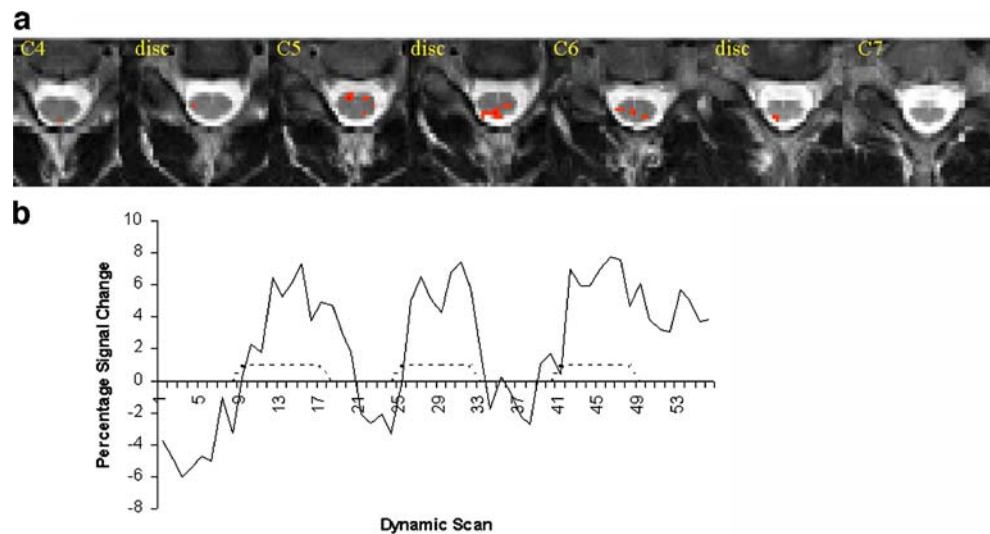 a
C4 disc C5 disc C6 disc C7
b
10
8
6
4
2
0
-2
-4
-6
-8
Percentage Signal Change
1 5 9 13 17 21 25 29 33 37 41 45 49 53
Dynamic Scan